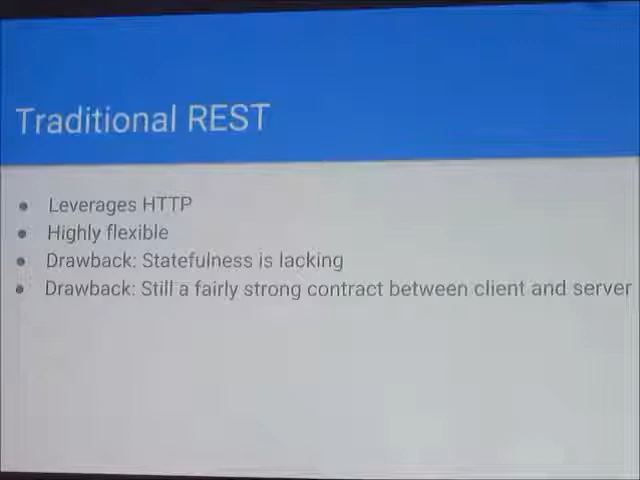 Traditional REST
● Leverages HTTP
● Highly flexible
● Drawback: Statefulness is lacking
● Drawback: Still a fairly strong contract between client and server